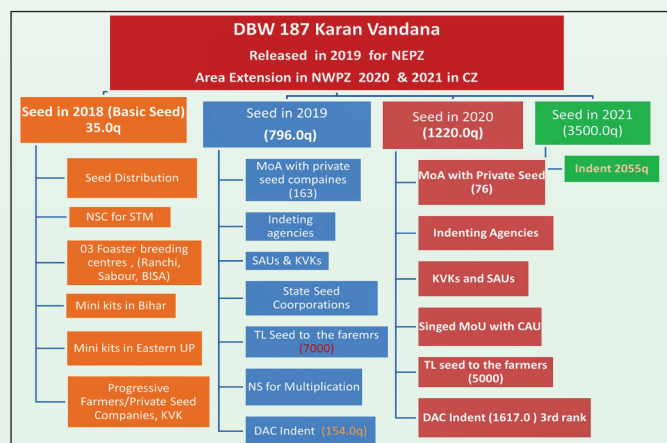 DBW 187 Karan Vandana
Released in 2019 for NEPZ
Area Extension in NWPZ 2020 & 2021 in CZ
Seed in 2018 (Basic Seed)
35.0q
Seed Distribution
NSC for STM
03 Foaster breeding
centres , (Ranchi,
Sabour, BISA)
Mini kits in Bihar
Mini kits in Eastern UP
Progressive
Farmers/Private Seed
Companies, KVK
Seed in 2019
(796.0q)
MoA with private
seed compaines
(163)
Indeting
agencies
SAUs & KVKs
State Seed
Coorporations
TL Seed to the faremrs
(7000)
NS for Multiplication
DAC Indent (154.0q)
Seed in 2020
(1220.0q)
MoA with Private Seed
(76)
Indenting Agencies
KVKs and SAUs
Singed MoU with CAU
TL seed to the farmers
(5000)
DAC Indent (1617.0 ) 3rd rank
Seed in 2021
(3500.0q)
Indent 2055q